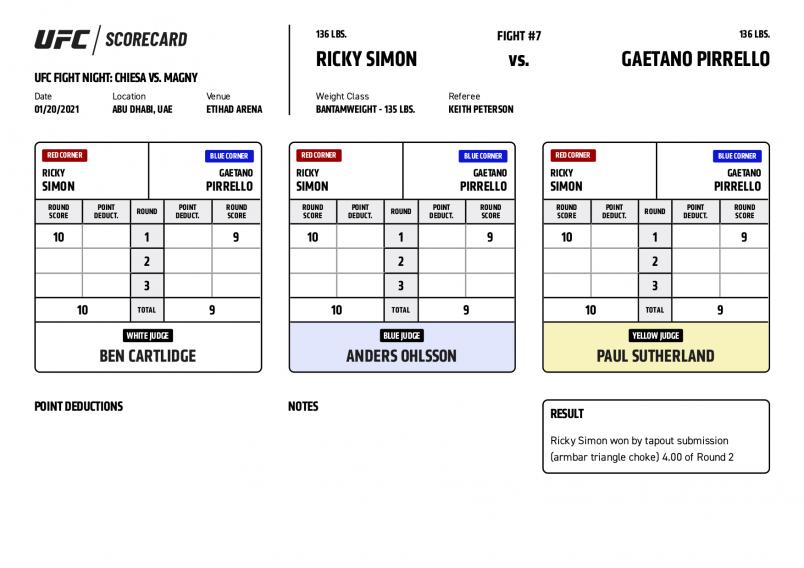 UFC SCORECARD
UFC FIGHT NIGHT: CHIESA VS. MAGNY
Date Location Venue
01/20/2021 ABU DHABI, UAE ETIHAD ARENA
136 LBS. FIGHT #7 136 LBS.
RICKY SIMON vs. GAETANO PIRRELLO
Weight Class Referee
BANTAMWEIGHT - 135 LBS. KEITH PETERSON
RED CORNER BLUE CORNER
RICKY GAETANO
SIMON PIRRELLO
ROUND SCORE POINT DEDUCT. ROUND POINT DEDUCT. ROUND SCORE
10 1 9
2
3
10 TOTAL 9
WHITE JUDGE
BEN CARTLIDGE
RED CORNER BLUE CORNER
RICKY GAETANO
SIMON PIRRELLO
ROUND SCORE POINT DEDUCT. ROUND POINT DEDUCT. ROUND SCORE
10 1 9
2
3
10 TOTAL 9
BLUE JUDGE
ANDERS OHLSSON
RED CORNER BLUE CORNER
RICKY GAETANO
SIMON PIRRELLO
ROUND SCORE POINT DEDUCT. ROUND POINT DEDUCT. ROUND SCORE
10 1 9
2
3
10 TOTAL 9
YELLOW JUDGE
PAUL SUTHERLAND
POINT DEDUCTIONS
NOTES
RESULT
Ricky Simon won by tapout submission
(armbar triangle choke) 4.00 of Round 2